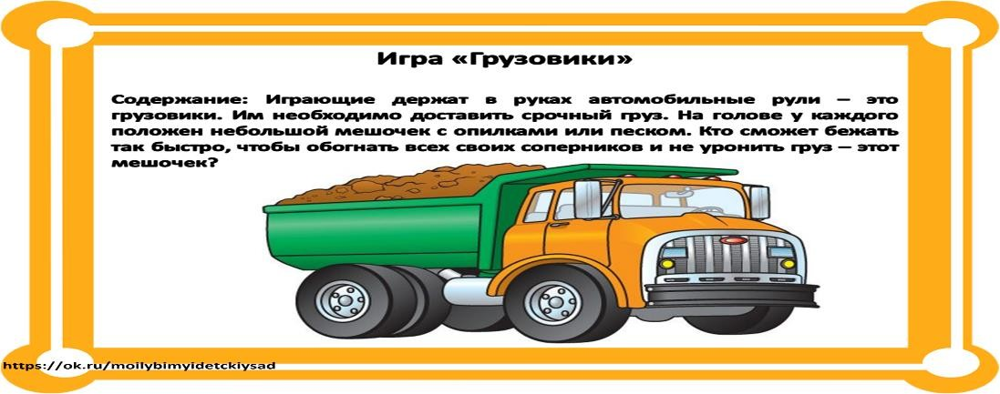 Игра «Грузовики»
Содержание: Играющие держат в руках автомобильные рули – это
грузовики. Им необходимо доставить срочный груз. На голове у каждого
положен небольшой мешочек с опилками или песком. Кто сможет бежать
так быстро, чтобы обогнать всех своих соперников и не уронить груз – этот
мешочек?
https://ok.ru/moilybimyidetckiysad